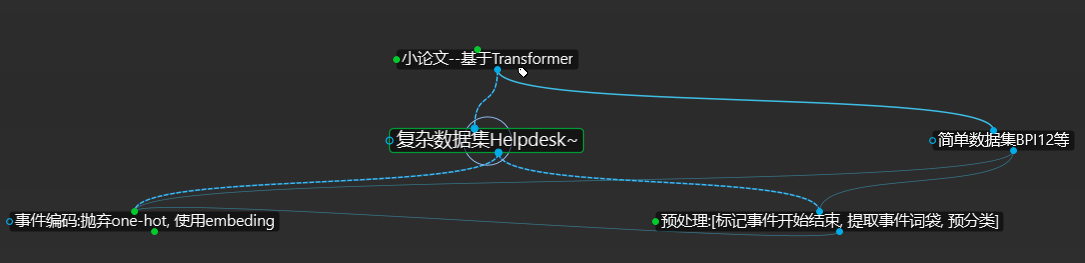 小论文--基于Transformer
复杂数据集Helpdesk~
简单数据集BPI12等
事件编码:抛弃one-hot, 使用embeding
预处理:[标记事件开始结束, 提取事件词袋, 预分类]